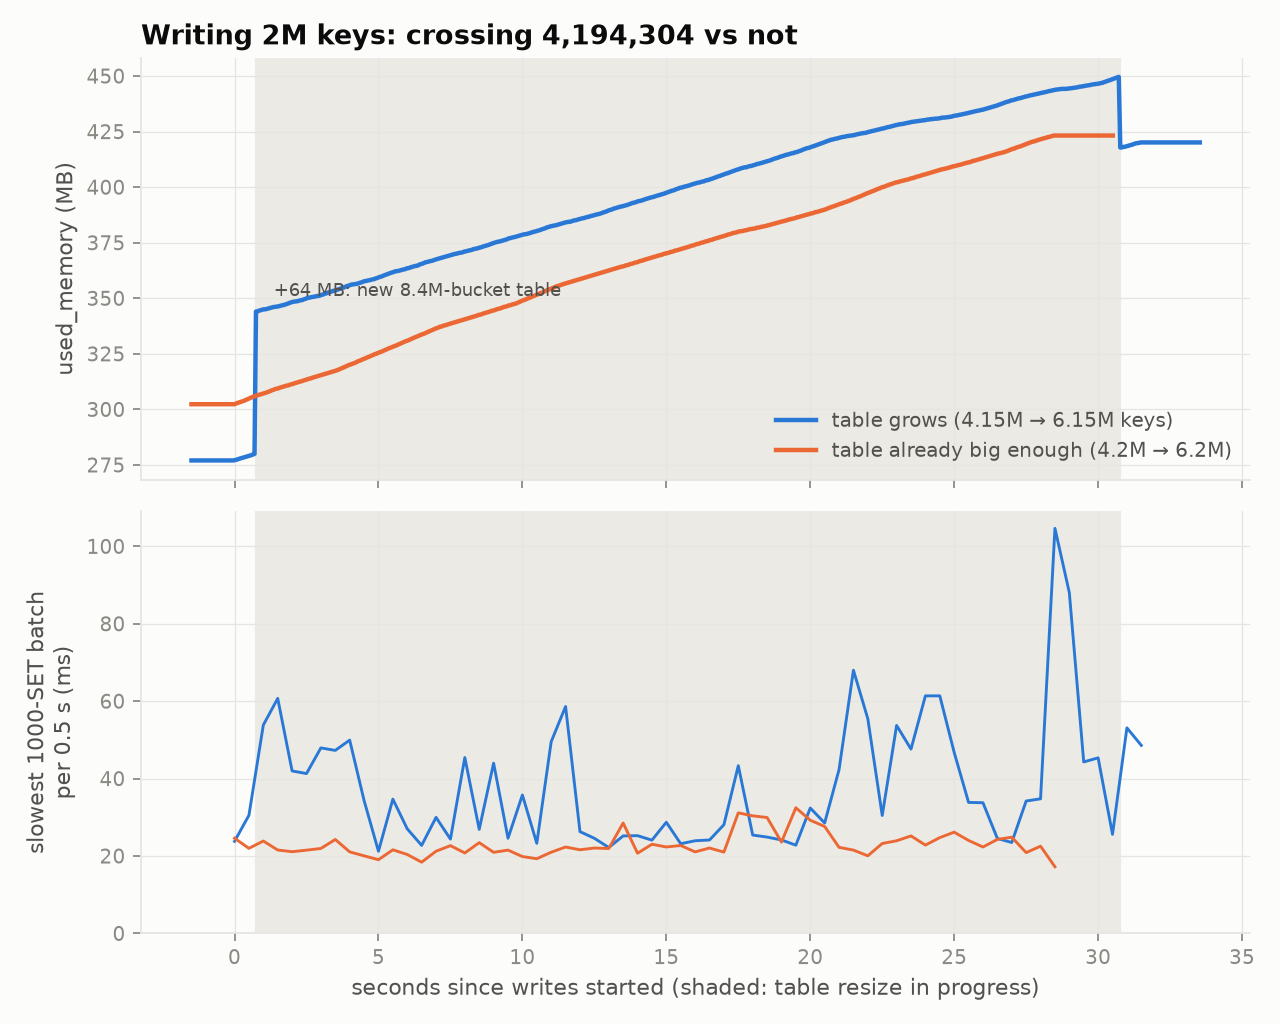 Writing 2M keys: crossing 4,194,304 vs not
used_memory (MB)
450
425
400
375
350
325
300
275
+64 MB: new 8.4M-bucket table
table grows (4.15M → 6.15M keys)
table already big enough (4.2M → 6.2M)
slowest 1000-SET batch
per 0.5 s (ms)
100
80
60
40
20
0
0 5 10 15 20 25 30 35
seconds since writes started (shaded: table resize in progress)